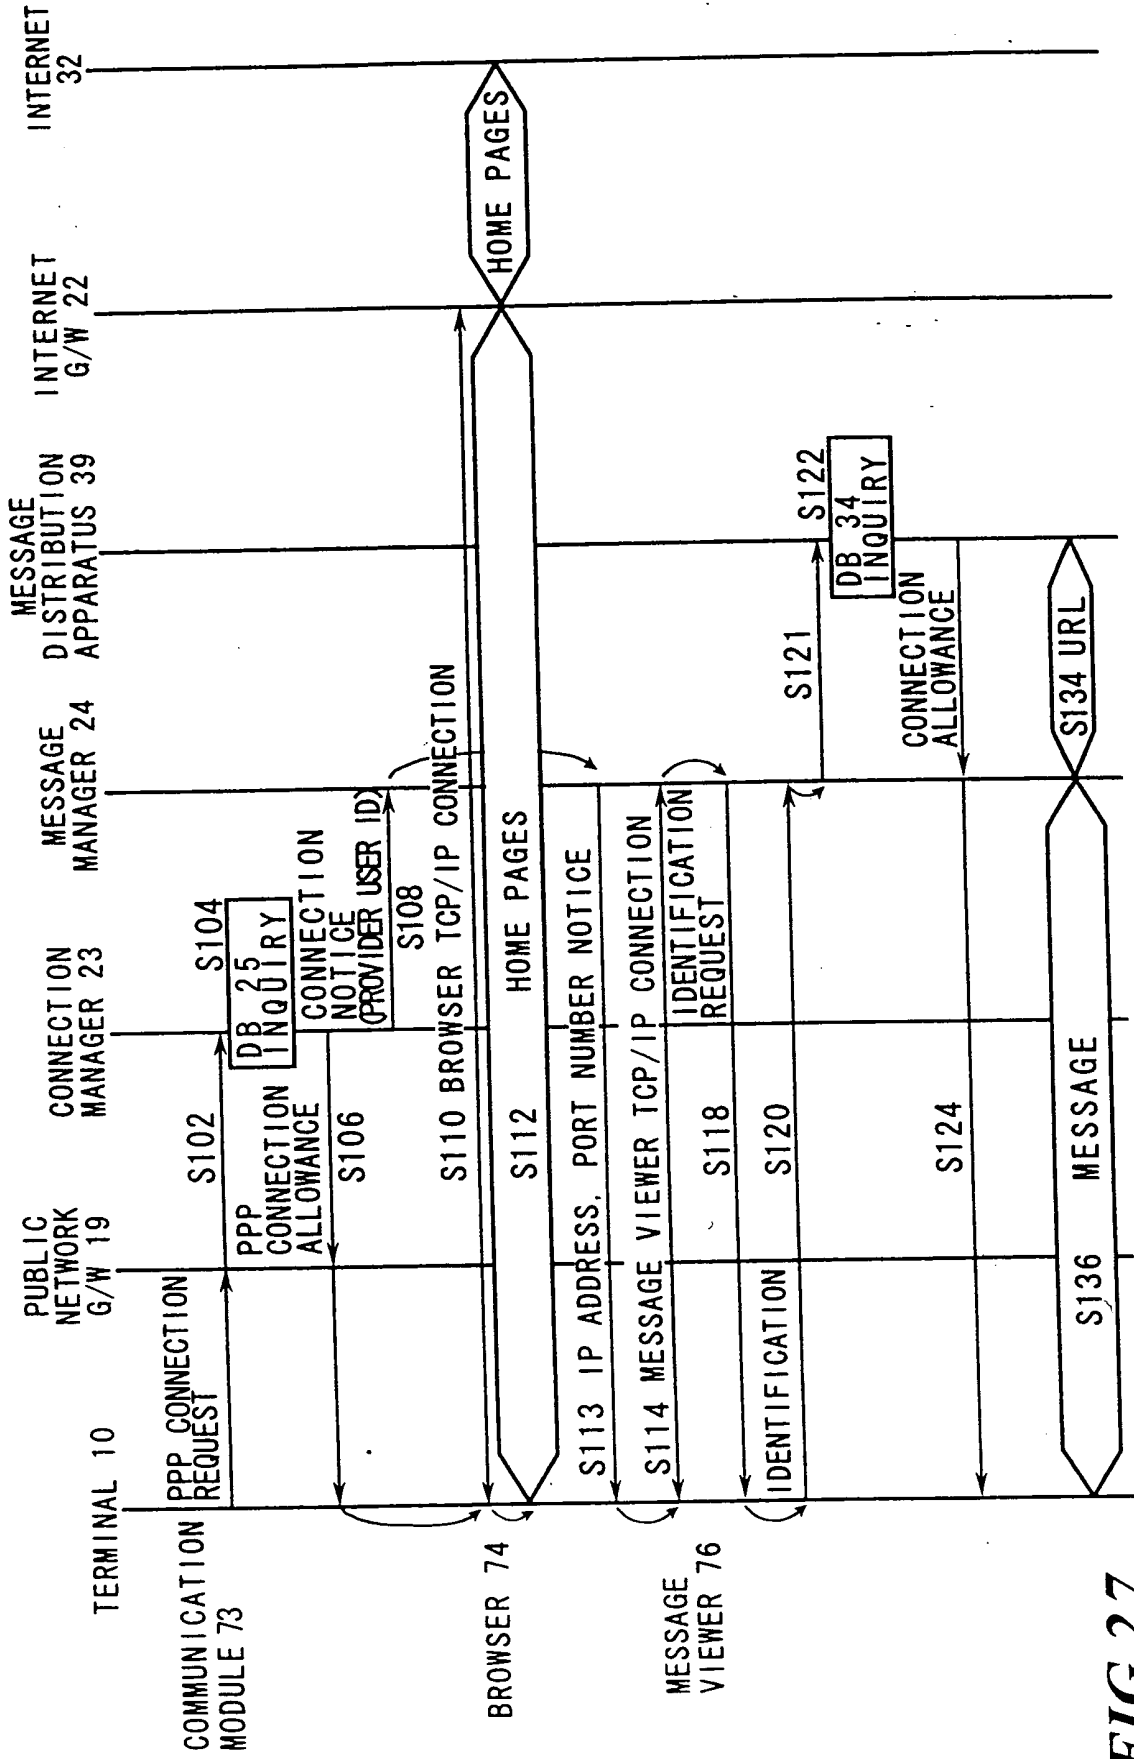 TERMINAL 10
PUBLIC
NETWORK
G/W 19
CONNECTION
MANAGER 23
MESSAGE
MANAGER 24
MESSAGE
DISTRIBUTION
APPARATUS 39
INTERNET
G/W 22
INTERNET
32
COMMUNICATION
MODULE 73
PPP CONNECTION
REQUEST
S102
S104
DB 25
INQUIRY
PPP
CONNECTION
ALLOWANCE
S106
CONNECTION
NOTICE
(PROVIDER USER ID)
S108
S110 BROWSER TCP/IP CONNECTION
BROWSER 74
S112
HOME PAGES
HOME PAGES
S113 IP ADDRESS, PORT NUMBER NOTICE
S114 MESSAGE VIEWER TCP/IP CONNECTION
MESSAGE
VIEWER 76
IDENTIFICATION
REQUEST
S118
IDENTIFICATION
S120
S121
S122
DB 34
INQUIRY
CONNECTION
ALLOWANCE
S124
S134 URL
S136
MESSAGE
FIG.27